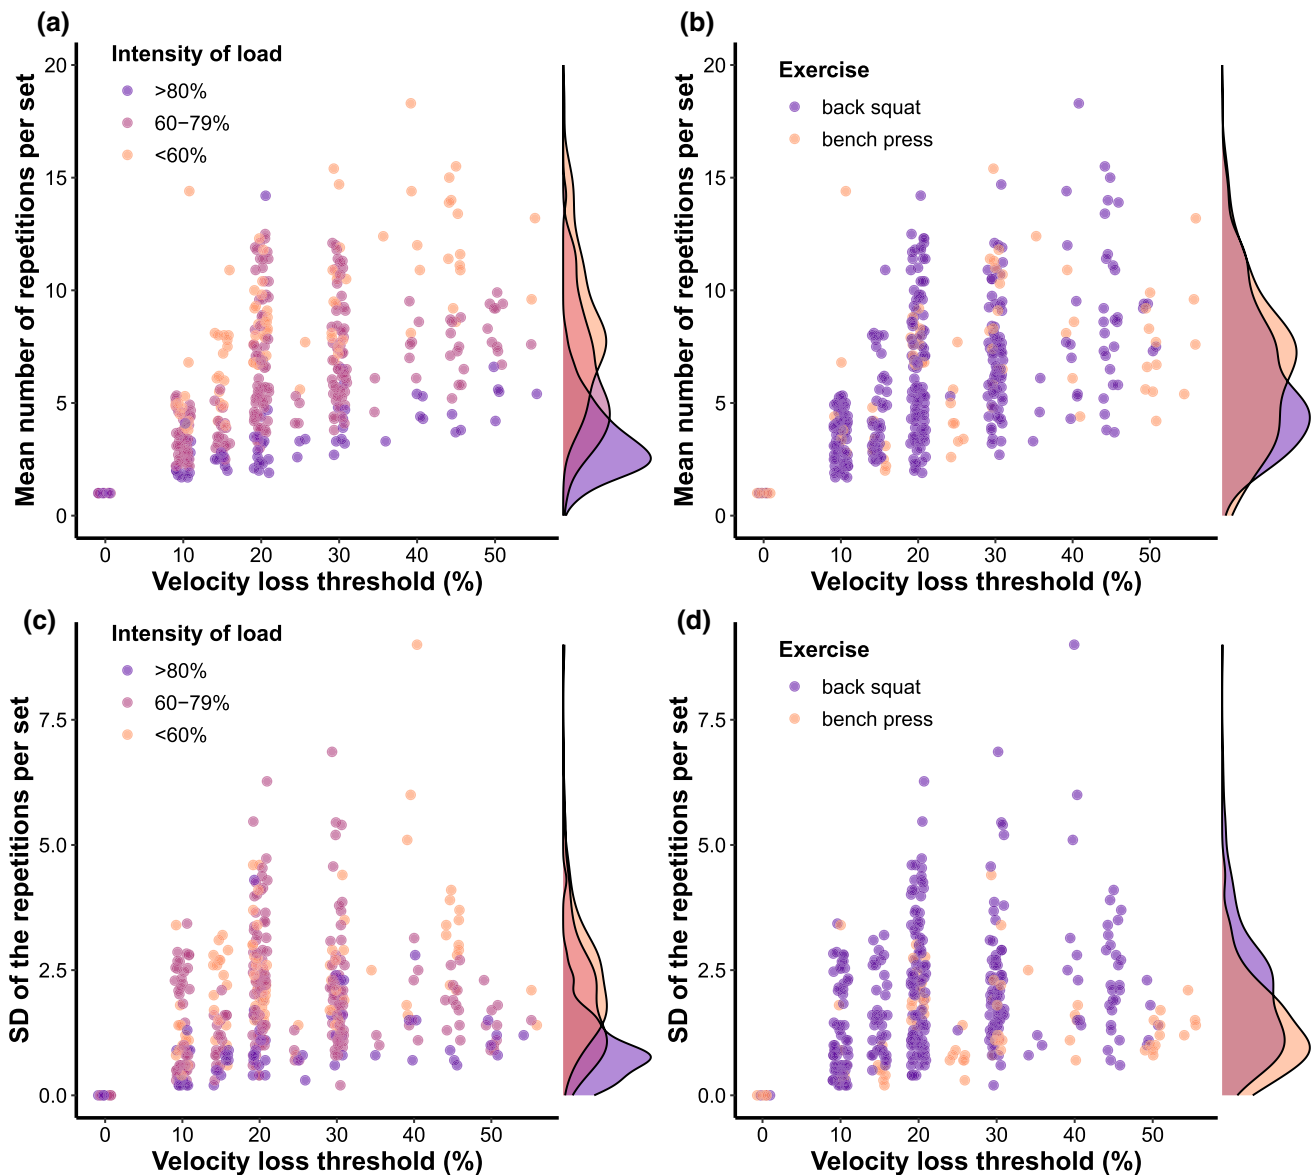 (a)
Intensity of load
>80%
60−79%
<60%
Mean number of repetitions per set
20
15
10
5
0
0 10 20 30 40 50
Velocity loss threshold (%)
(b)
Exercise
back squat
bench press
Mean number of repetitions per set
20
15
10
5
0
0 10 20 30 40 50
Velocity loss threshold (%)
(c)
Intensity of load
>80%
60−79%
<60%
SD of the repetitions per set
7.5
5.0
2.5
0.0
0 10 20 30 40 50
Velocity loss threshold (%)
(d)
Exercise
back squat
bench press
SD of the repetitions per set
7.5
5.0
2.5
0.0
0 10 20 30 40 50
Velocity loss threshold (%)